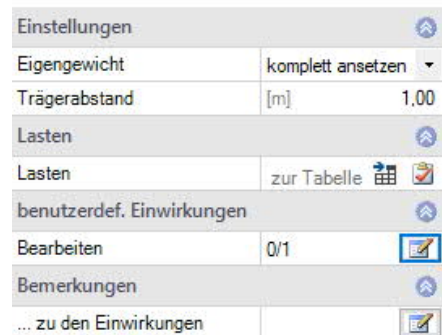 Einstellungen
Eigengewicht komplett ansetzen
Trägerabstand [m] 1,00
Lasten
Lasten zur Tabelle
benutzerdef. Einwirkungen
Bearbeiten 0/1
Bemerkungen
... zu den Einwirkungen